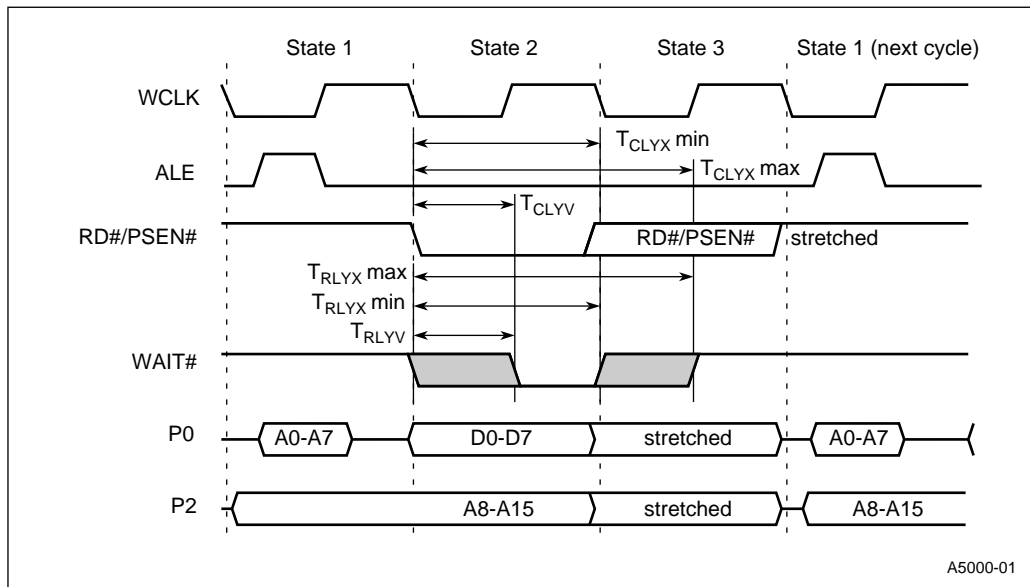 State 1 State 2 State 3 State 1 (next cycle)
WCLK
T_CLYX min
ALE
T_CLYX max
T_CLYV
RD#/PSEN# RD#/PSEN# stretched
T_RLYX max
T_RLYX min
T_RLYV
WAIT#
P0 A0-A7 D0-D7 stretched A0-A7
P2 A8-A15 stretched A8-A15
A5000-01